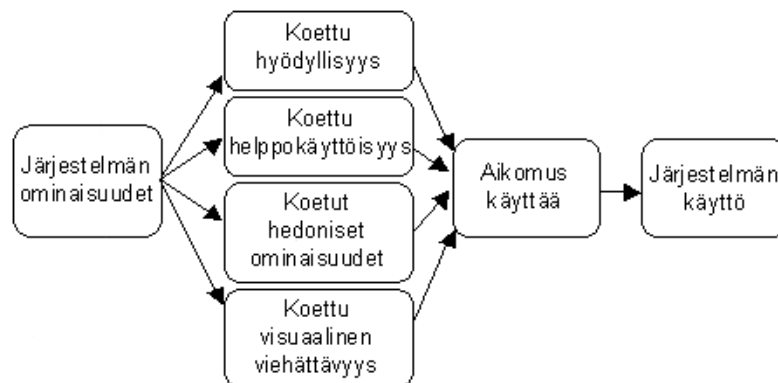 Koettu
hyödyllisyys
Koettu
helppokäyttöisyys
Järjestelmän
ominaisuudet
Koetut
hedoniset
ominaisuudet
Koettu
visuaalinen
viehättävyys
Aikomus
käyttää
Järjestelmän
käyttö